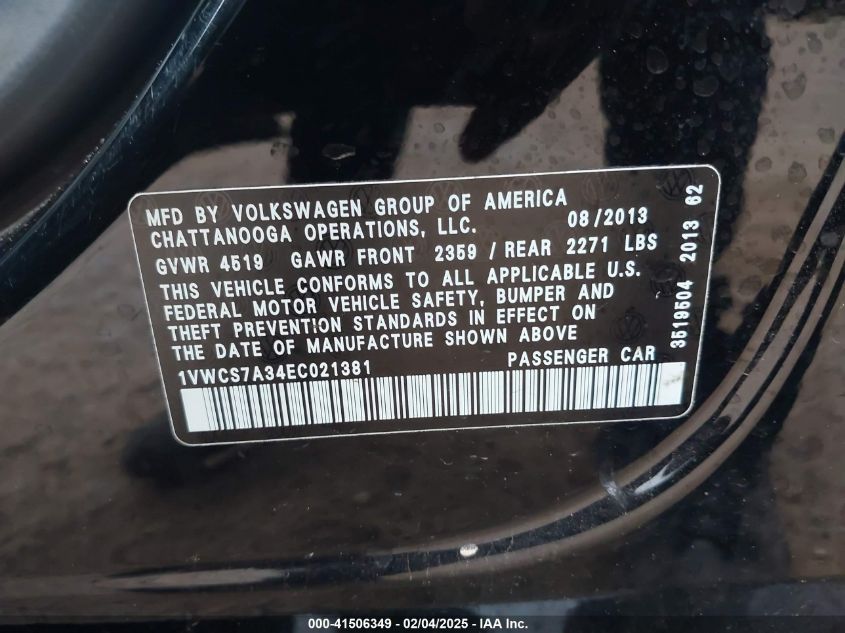 MFD BY VOLKSWAGEN GROUP OF AMERICA
CHATTANOOGA OPERATIONS, LLC. 08/2013
GVWR 4519 GAWR FRONT 2359 / REAR 2271 LBS
THIS VEHICLE CONFORMS TO ALL APPLICABLE U.S.
FEDERAL MOTOR VEHICLE SAFETY, BUMPER AND
THEFT PREVENTION STANDARDS IN EFFECT ON
THE DATE OF MANUFACTURE SHOWN ABOVE
1VWCS7A34EC021381 PASSENGER CAR
3519504 2013 62
000-41506349 - 02/04/2025 - IAA Inc.